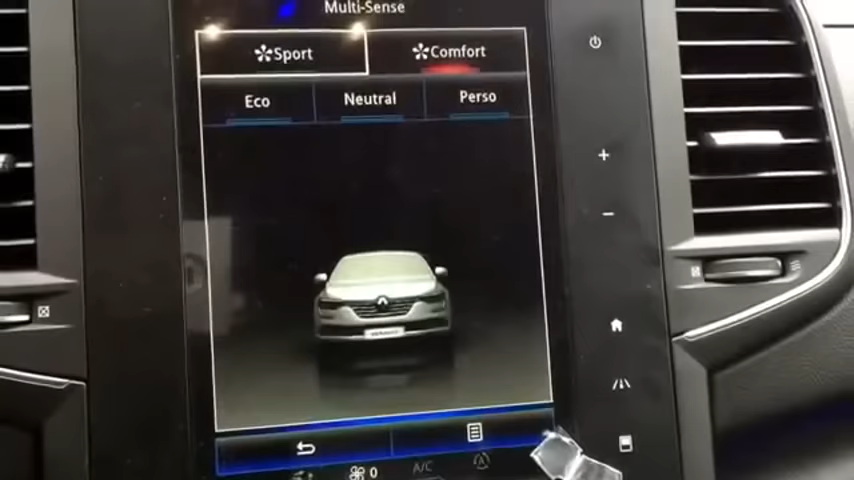 Multi-Sense
Sport
Comfort
Eco
Neutral
Perso
0
A/C